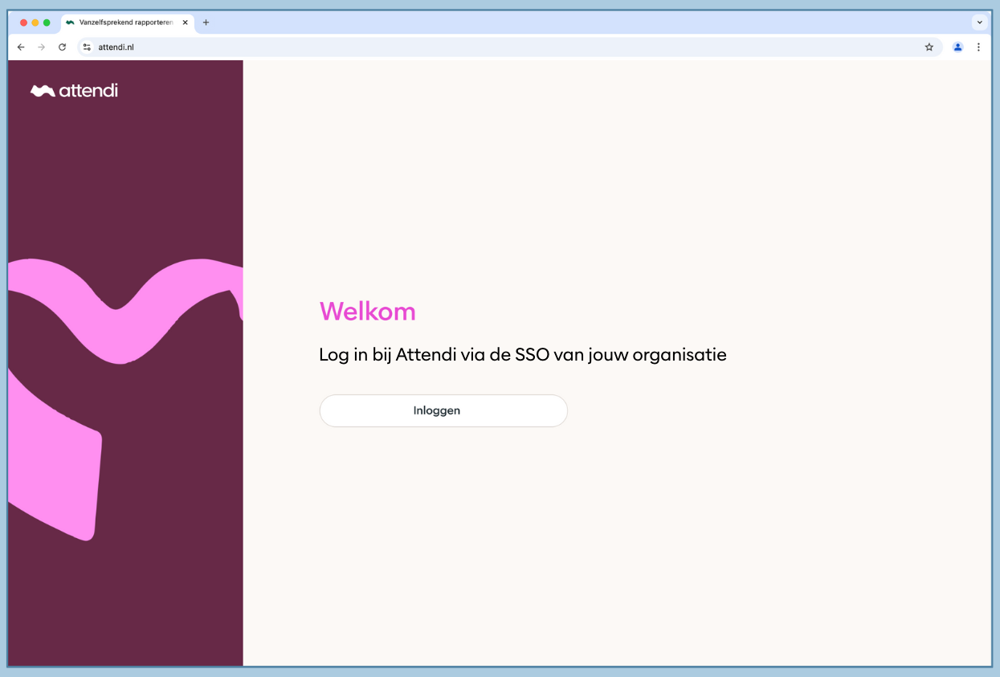 Vanzelfsprekend rapporteren
attendi.nl
attendi
Welkom
Log in bij Attendi via de SSO van jouw organisatie
Inloggen